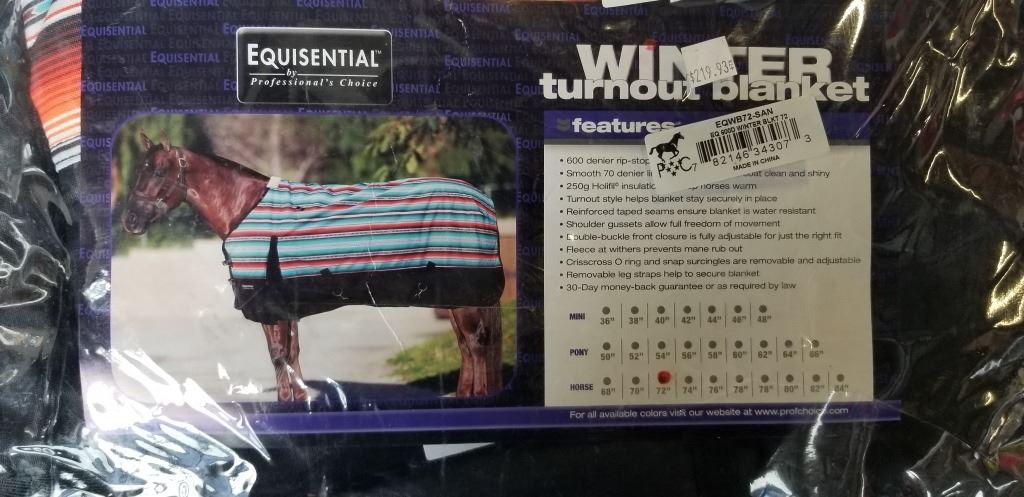 EQUISENTIAL™
by
Professional's Choice
WINTER
turnout blanket
$219.93
EQWB72-SAN
EQ 600D WINTER BLKT 72
82146 34307 3
MADE IN CHINA
features
• 600 denier rip-stop
• Smooth 70 denier coat clean and shiny
• 250g Holifil® insulation horses warm
• Turnout style helps blanket stay securely in place
• Reinforced taped seams ensure blanket is water resistant
• Shoulder gussets allow full freedom of movement
• Double-buckle front closure is fully adjustable for just the right fit
• Fleece at withers prevents mane rub out
• Crisscross O ring and snap surcingles are removable and adjustable
• Removable leg straps help to secure blanket
• 30-Day money-back guarantee or as required by law
MINI 36" 38" 40" 42" 44" 46" 48"
PONY 50" 52" 54" 56" 58" 60" 62" 64" 66"
HORSE 68" 70" 72" 74" 76" 78" 78" 80" 82" 84"
For all available colors visit our website at www.profchoice.com